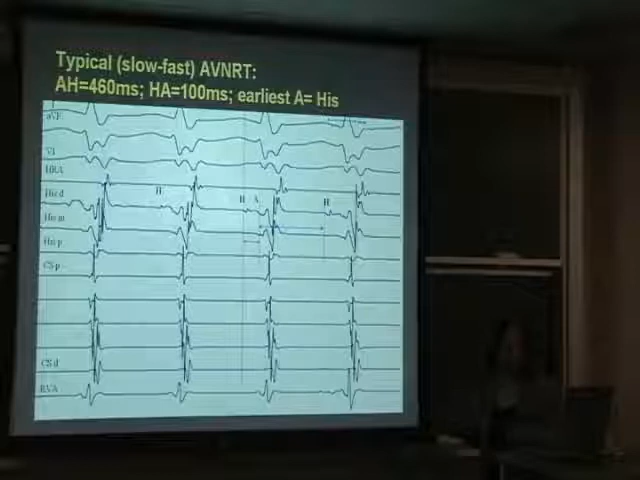 Typical (slow-fast) AVNRT:
AH=460ms; HA=100ms; earliest A= His
aVF
V1
HRA
His d
H
H A
H
His m
His p
CS p
CS d
RVA